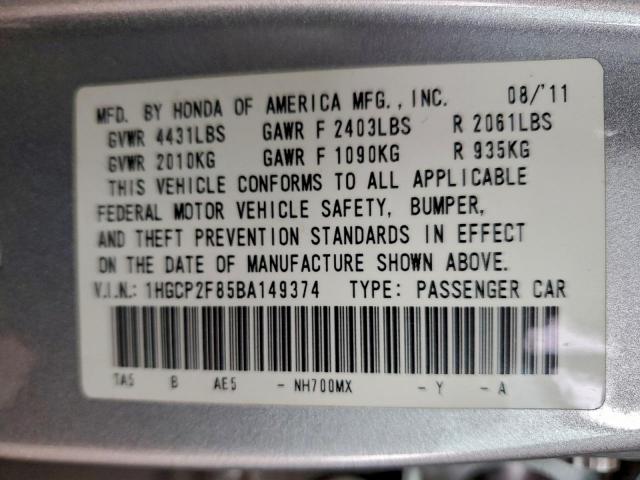 MFD. BY HONDA OF AMERICA MFG., INC. 08/'11
GVWR 4431LBS GAWR F 2403LBS R 2061LBS
GVWR 2010KG GAWR F 1090KG R 935KG
THIS VEHICLE CONFORMS TO ALL APPLICABLE
FEDERAL MOTOR VEHICLE SAFETY, BUMPER,
AND THEFT PREVENTION STANDARDS IN EFFECT
ON THE DATE OF MANUFACTURE SHOWN ABOVE.
V.I.N.: 1HGCP2F85BA149374 TYPE: PASSENGER CAR
TA5 B AE5 - NH700MX - Y - A